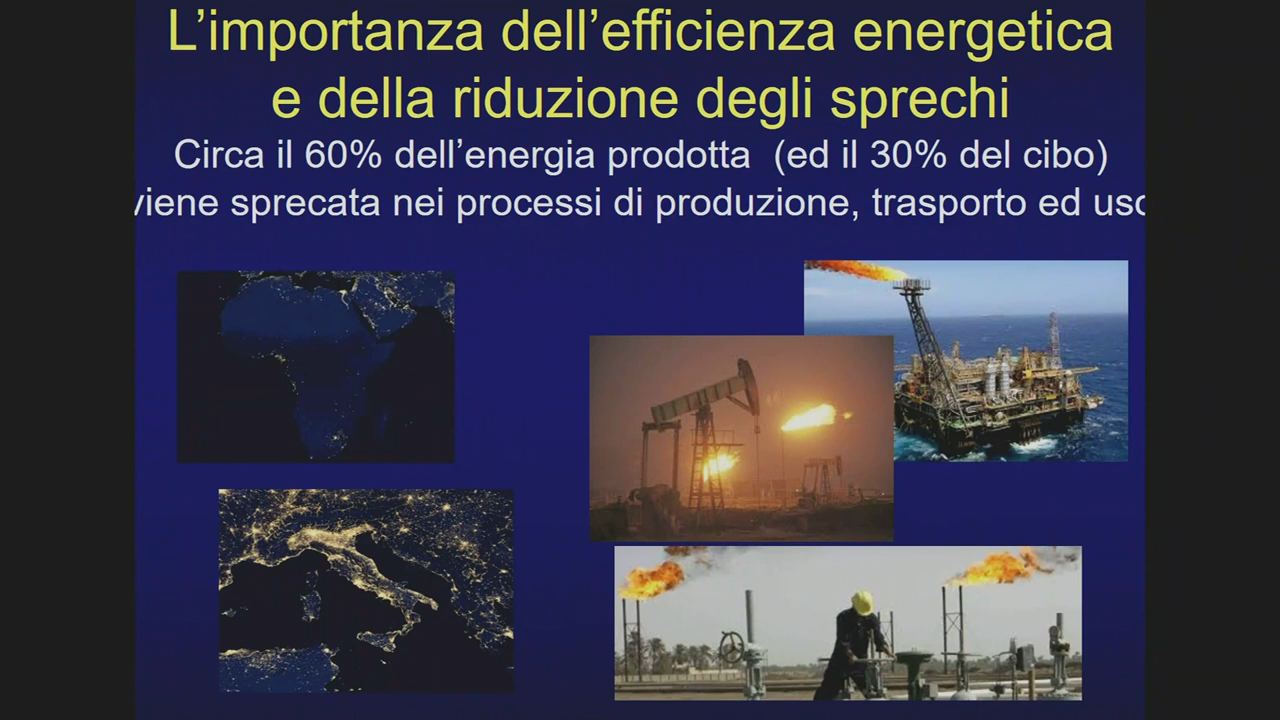 L’importanza dell’efficienza energetica
e della riduzione degli sprechi
Circa il 60% dell’energia prodotta (ed il 30% del cibo)
viene sprecata nei processi di produzione, trasporto ed uso